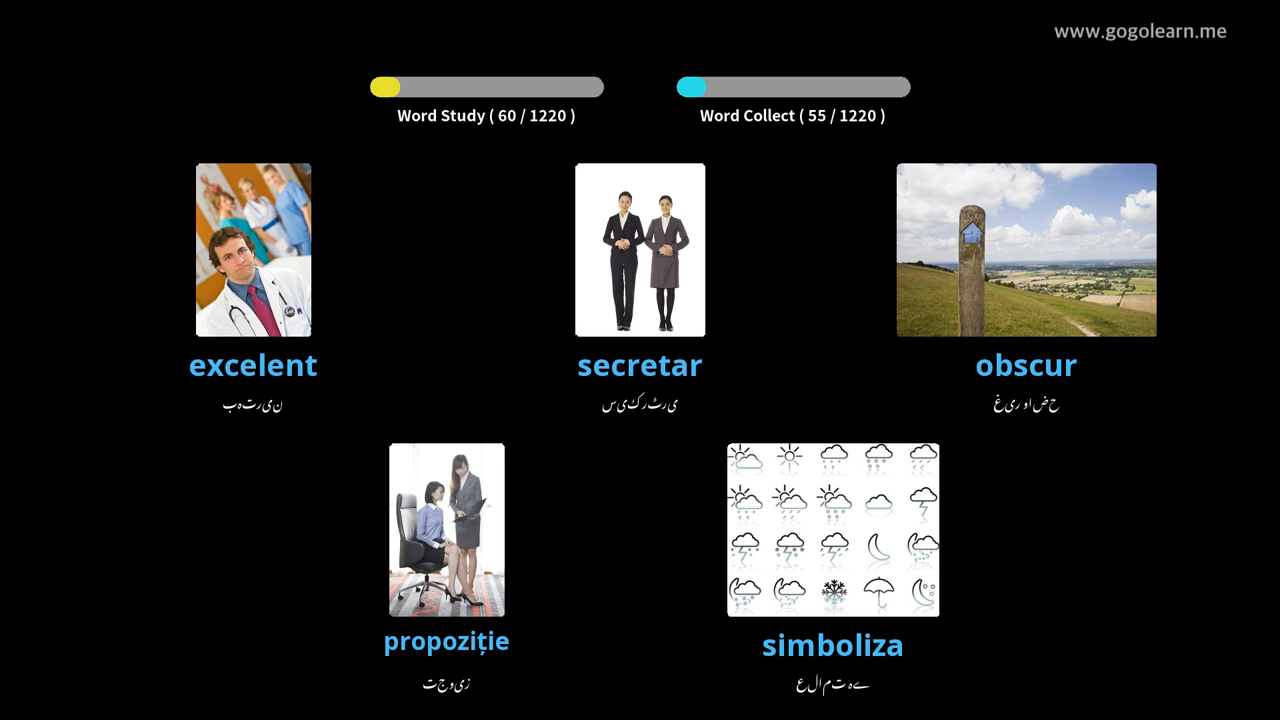 www.gogolearn.me
Word Study ( 60 / 1220 )
Word Collect ( 55 / 1220 )
excelent
secretar
obscur
بہترین
سیکرٹری
غیر واضح
propoziție
simboliza
تجویز
علامت ہے